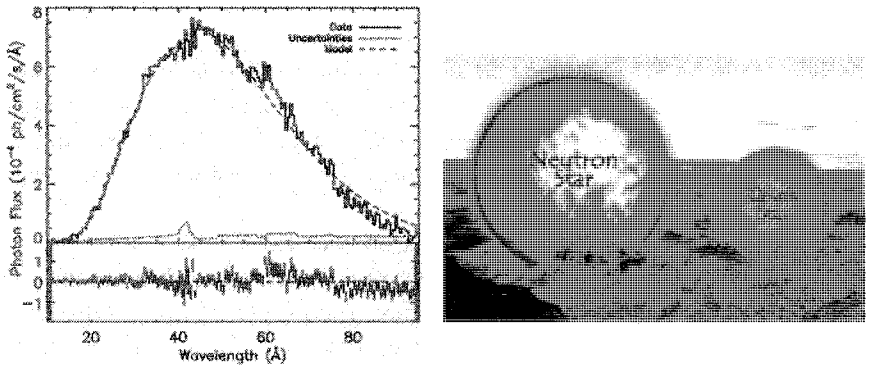 8
6
4
2
0
Photon Flux (10⁻⁴ ph/cm²/s/Å)
Data
Uncertainties
Model
1
0
-1
20
40
60
80
Wavelength (Å)
Neutron
Star